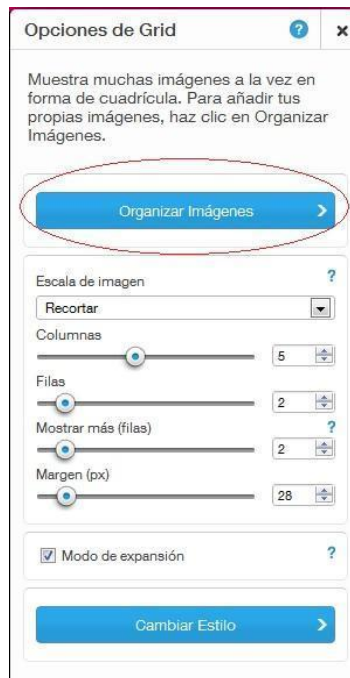 Opciones de Grid ? x
Muestra muchas imágenes a la vez en
forma de cuadrícula. Para añadir tus
propias imágenes, haz clic en Organizar
Imágenes.
Organizar Imágenes
Escala de imagen ?
Recortar
Columnas
5
Filas
2
Mostrar más (filas) ?
2
Margen (px)
28
Modo de expansión ?
Cambiar Estilo